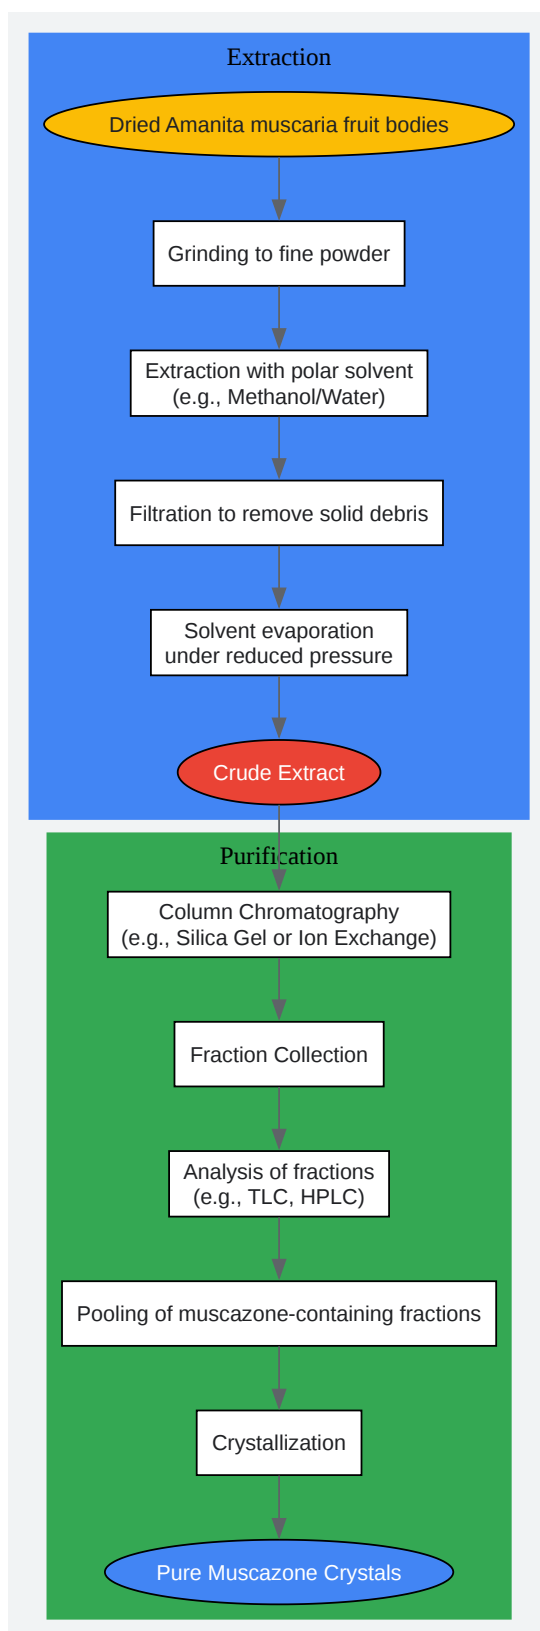 Extraction
Dried Amanita muscaria fruit bodies
Grinding to fine powder
Extraction with polar solvent
(e.g., Methanol/Water)
Filtration to remove solid debris
Solvent evaporation
under reduced pressure
Crude Extract
Purification
Column Chromatography
(e.g., Silica Gel or Ion Exchange)
Fraction Collection
Analysis of fractions
(e.g., TLC, HPLC)
Pooling of muscazone-containing fractions
Crystallization
Pure Muscazone Crystals